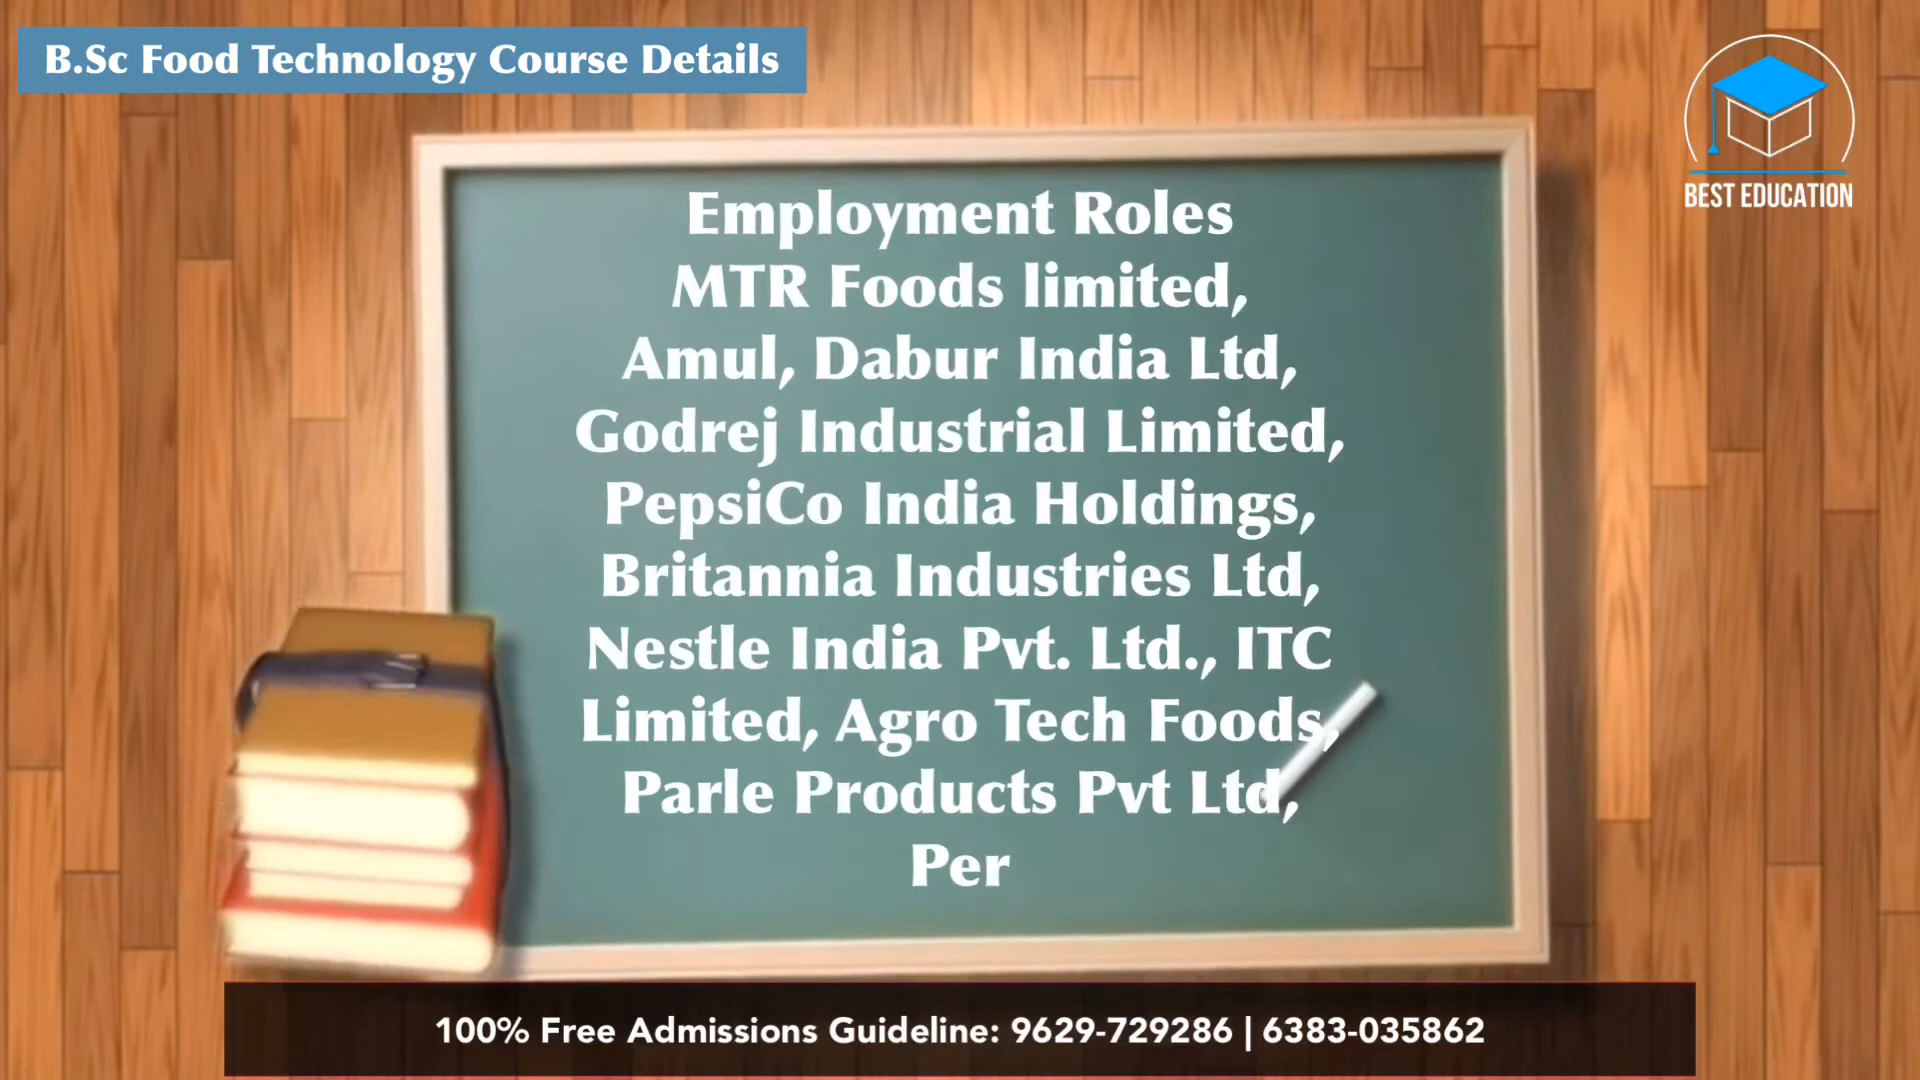 B.Sc Food Technology Course Details
BEST EDUCATION
Employment Roles
MTR Foods limited,
Amul, Dabur India Ltd,
Godrej Industrial Limited,
PepsiCo India Holdings,
Britannia Industries Ltd,
Nestle India Pvt. Ltd., ITC
Limited, Agro Tech Foods,
Parle Products Pvt Ltd,
Per
100% Free Admissions Guideline: 9629-729286 | 6383-035862